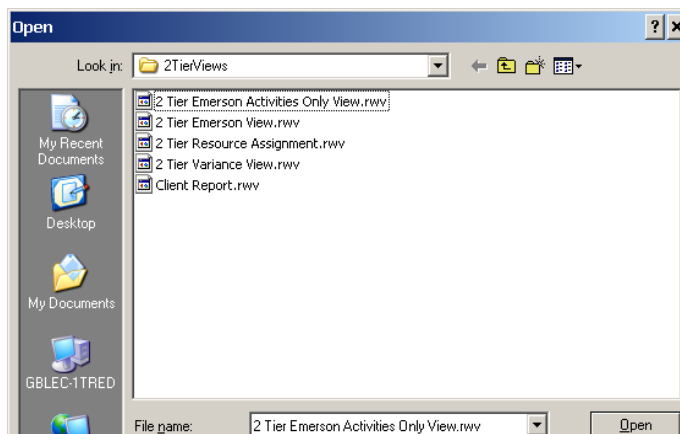 Open
Look in: 2TierViews
My Recent
Documents
Desktop
My Documents
GBLEC-1TRED
2 Tier Emerson Activities Only View.rwv
2 Tier Emerson View.rwv
2 Tier Resource Assignment.rwv
2 Tier Variance View.rwv
Client Report.rwv
File name: 2 Tier Emerson Activities Only View.rwv Open